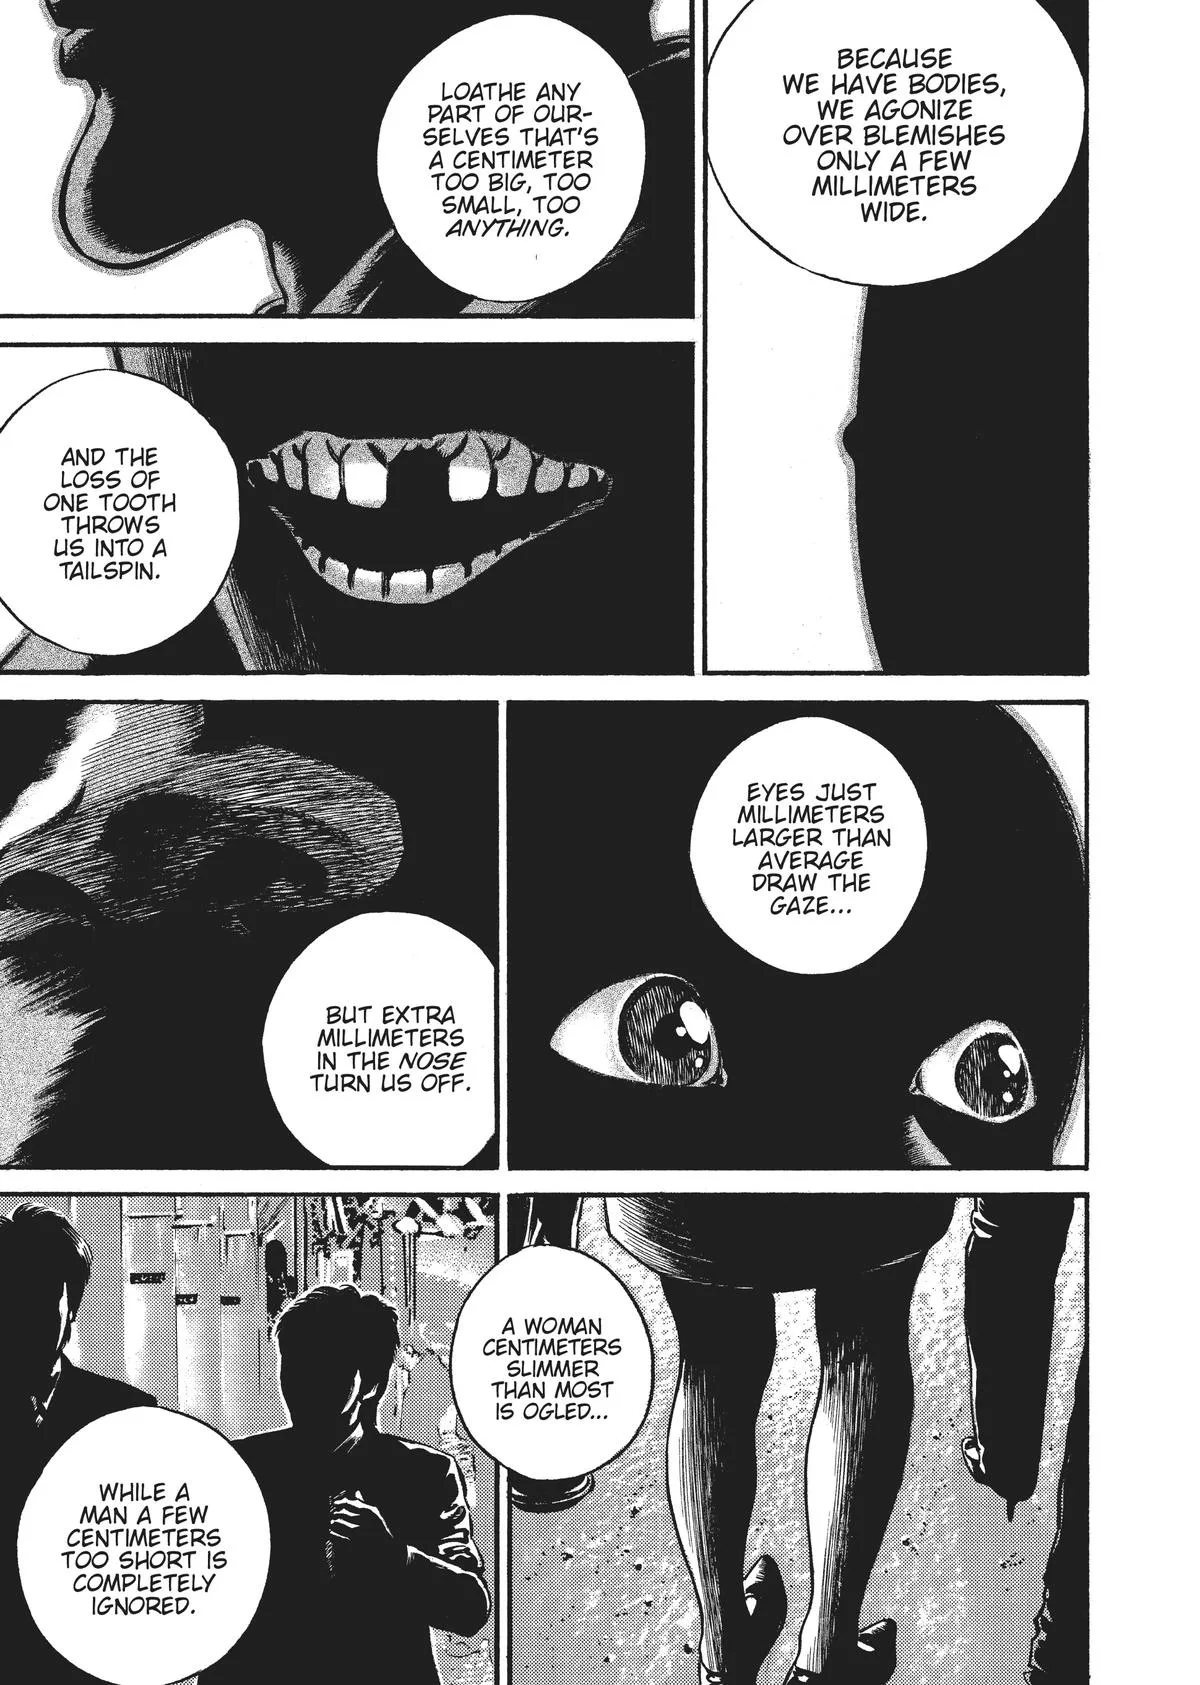 BECAUSE
WE HAVE BODIES,
WE AGONIZE
OVER BLEMISHES
ONLY A FEW
MILLIMETERS
WIDE.
LOATHE ANY
PART OF OUR-
SELVES THAT'S
A CENTIMETER
TOO BIG, TOO
SMALL, TOO
ANYTHING.
AND THE
LOSS OF
ONE TOOTH
THROWS
US INTO A
TAILSPIN.
EYES JUST
MILLIMETERS
LARGER THAN
AVERAGE
DRAW THE
GAZE...
BUT EXTRA
MILLIMETERS
IN THE NOSE
TURN US OFF.
A WOMAN
CENTIMETERS
SLIMMER
THAN MOST
IS OGLED...
WHILE A
MAN A FEW
CENTIMETERS
TOO SHORT IS
COMPLETELY
IGNORED.